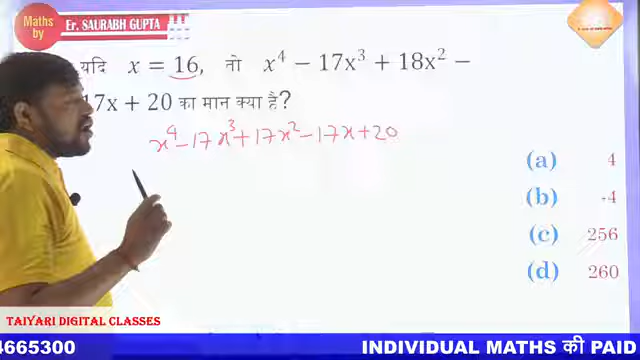 Maths
by
Er. SAURABH GUPTA
यदि x = 16, तो x⁴ − 17x³ + 18x² −
17x + 20 का मान क्या है?
x⁴ − 17x³ + 17x² − 17x + 20
(a) 4
(b) -4
(c) 256
(d) 260
TAIYARI DIGITAL CLASSES
4665300 INDIVIDUAL MATHS की PAID